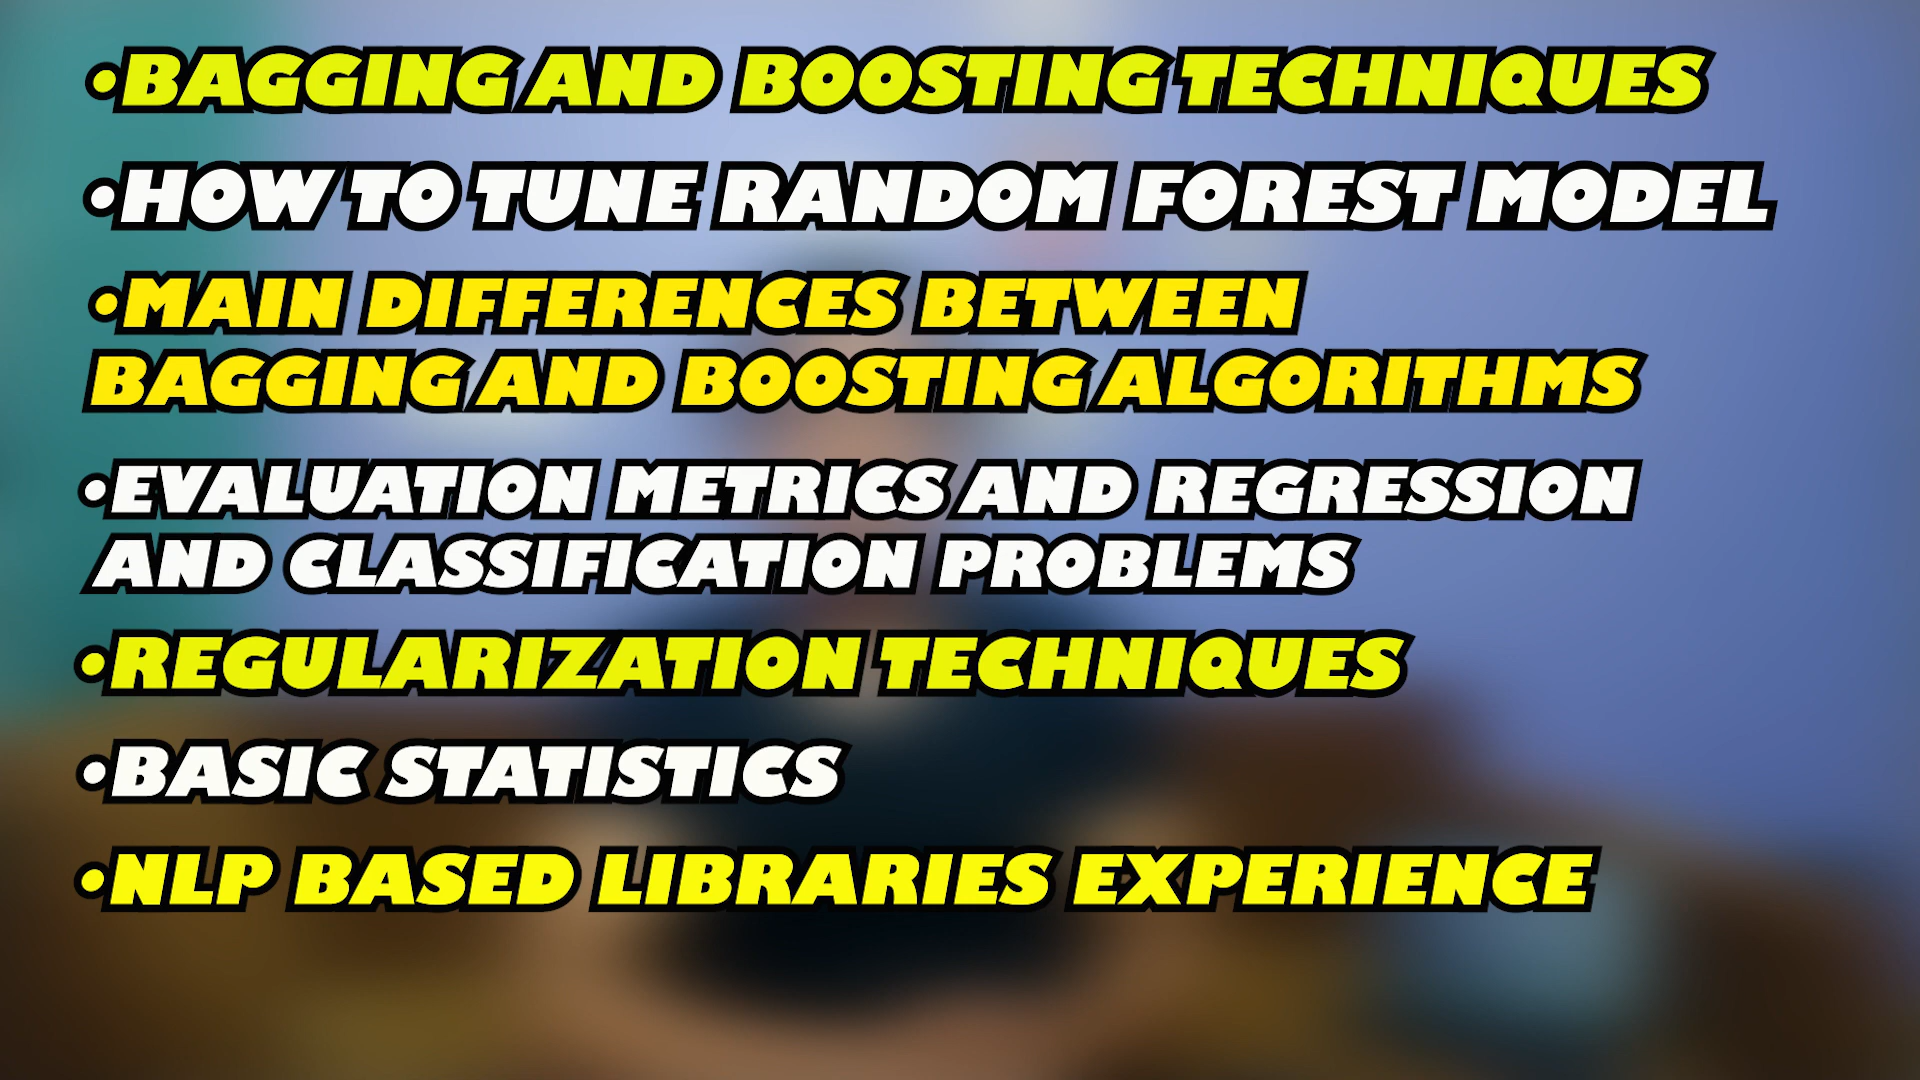 •BAGGING AND BOOSTING TECHNIQUES
•HOW TO TUNE RANDOM FOREST MODEL
•MAIN DIFFERENCES BETWEEN
BAGGING AND BOOSTING ALGORITHMS
•EVALUATION METRICS AND REGRESSION
AND CLASSIFICATION PROBLEMS
•REGULARIZATION TECHNIQUES
•BASIC STATISTICS
•NLP BASED LIBRARIES EXPERIENCE